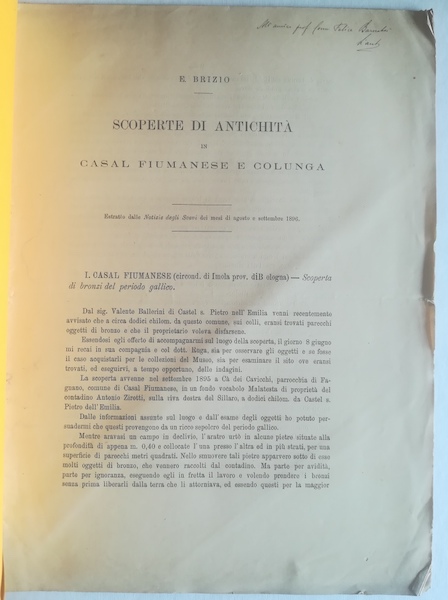 All'amico prof. Comm.
E. BRIZIO
SCOPERTE DI ANTICHITÀ
IN
CASAL FIUMANESE E COLUNGA
Estratto dalle Notizie degli Scavi dei mesi di agosto e settembre 1896.
I. CASAL FIUMANESE (circond. di Imola prov. diB ologna) — Scoperta
di bronzi del periodo gallico.
Dal sig. Valente Ballerini di Castel s. Pietro nell'Emilia venni recentemente
avvisato che a circa dodici chilom. da questo comune, sui colli, eransi trovati parecchi
oggetti di bronzo e che il proprietario voleva disfarsene.
Essendosi egli offerto di accompagnarmi sul luogo della scoperta, il giorno 6 giugno
mi recai in sua compagnia e col dott. sia per osservare gli oggetti e se fosse
il caso acquistarli per le collezioni del Museo, sia per esaminare il sito ove eransi
trovati, ed eseguirvi, a tempo opportuno, delle indagini.
La scoperta avvenne nel settembre 1895 a Cà dei Cavicchi, parrocchia di Fa-
gnano, comune di Casal Fiumanese, in un fondo vocabolo Malatosta di proprietà del
contadino Antonio Zirotti, sulla riva destra del Sillaro, a dodici chilom. da Castel s.
Pietro dell'Emilia.
Dalle informazioni assunte sul luogo e dall'esame degli oggetti ho potuto per-
suadermi che questi provengono da un ricco sepolcro del periodo gallico.
Mentre aravasi un campo in declivio, l'aratro urtò in alcune pietre situate alla
profondità di appena m. 0,40 e collocate l'una presso l'altra ed in più strati, per una
superficie di parecchi metri quadrati. Nello smuovere tali pietre apparvero sotto di esse
molti oggetti di bronzo, che vennero raccolti dal contadino. Ma parte per avidità,
parte per ignoranza, eseguendo egli in fretta il lavoro e volendo prendere i bronzi
senza prima liberarli dalla terra che li attorniava, ed essendo questi per la maggior